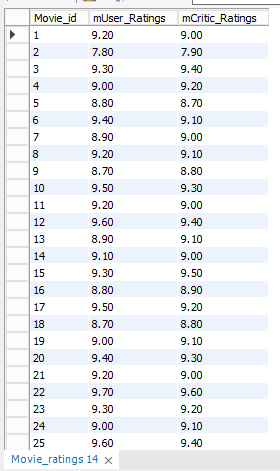 Movie_id mUser_Ratings mCritic_Ratings
1 9.20 9.00
2 7.80 7.90
3 9.30 9.40
4 9.00 9.20
5 8.80 8.70
6 9.40 9.10
7 8.90 9.00
8 9.20 9.10
9 8.70 8.80
10 9.50 9.30
11 9.20 9.00
12 9.60 9.40
13 8.90 9.10
14 9.10 9.00
15 9.30 9.50
16 8.80 8.90
17 9.50 9.20
18 8.70 8.80
19 9.00 9.10
20 9.40 9.30
21 9.20 9.00
22 9.70 9.60
23 9.30 9.20
24 9.00 9.10
25 9.60 9.40
Movie_ratings 14